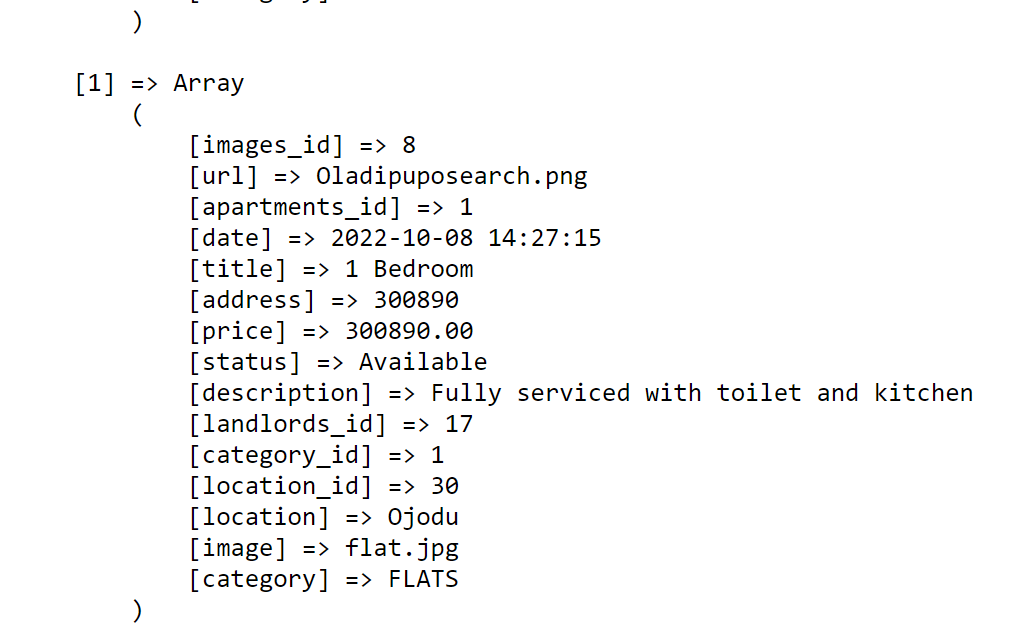 )
[1] => Array
(
[images_id] => 8
[url] => Oladipuposearch.png
[apartments_id] => 1
[date] => 2022-10-08 14:27:15
[title] => 1 Bedroom
[address] => 300890
[price] => 300890.00
[status] => Available
[description] => Fully serviced with toilet and kitchen
[landlords_id] => 17
[category_id] => 1
[location_id] => 30
[location] => Ojodu
[image] => flat.jpg
[category] => FLATS
)